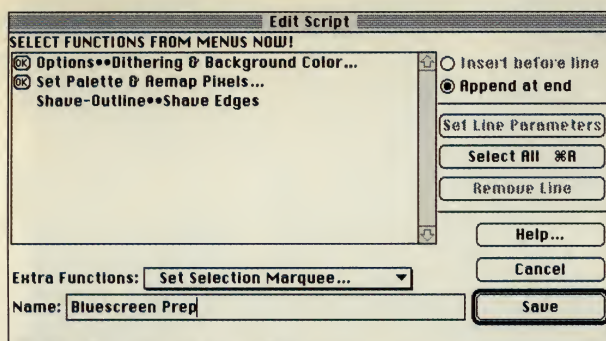 Edit Script
SELECT FUNCTIONS FROM MENUS NOW!
OK Options••Dithering & Background Color...
OK Set Palette & Remap Pixels...
Shave-Outline••Shave Edges
Insert before line
Append at end
Set Line Parameters
Select All ⌘A
Remove Line
Help...
Cancel
Save
Extra Functions: Set Selection Marquee...
Name: Bluescreen Prep